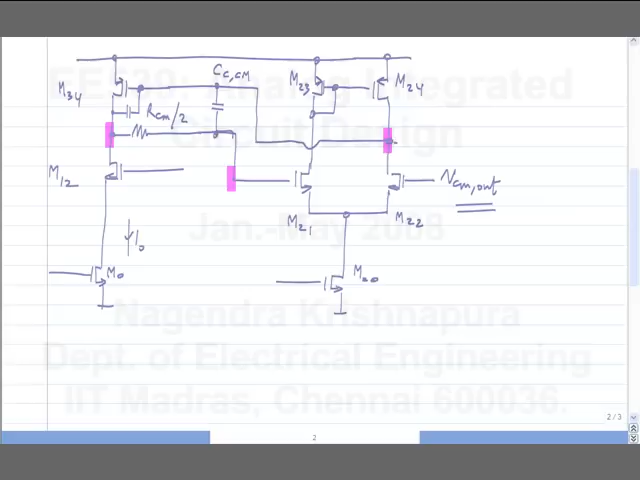 EE539: Analog Integrated
Circuit Design
Jan.-May 2008
Nagendra Krishnapura
Dept. of Electrical Engineering
IIT Madras, Chennai 600036.
M34
Cc,CM
M23
M24
Rcm/2
M12
Vcm,out
M21
M22
I0
M0
M20
2/3
2